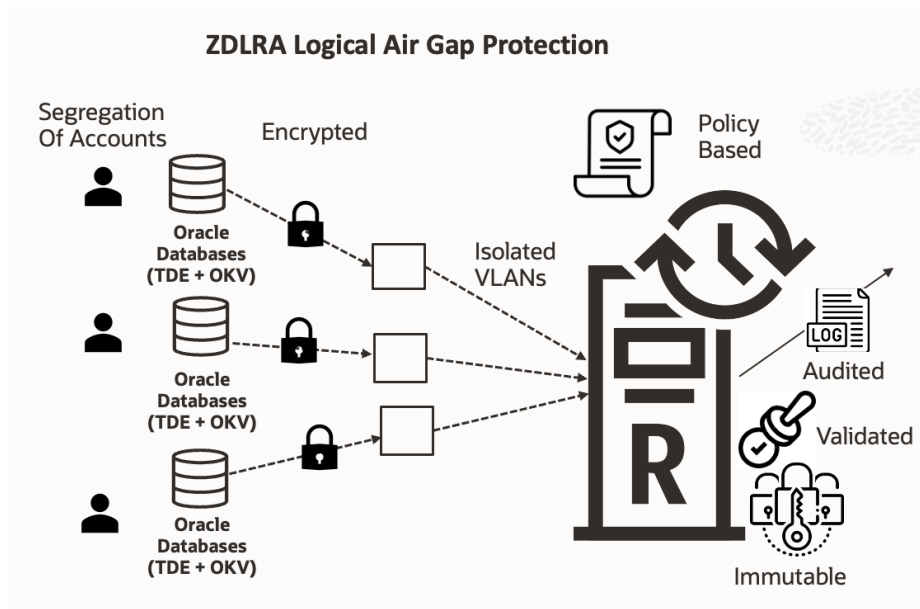 ZDLRA Logical Air Gap Protection
Segregation
Of Accounts
Encrypted
Policy
Based
Oracle
Databases
(TDE + OKV)
Isolated
VLANs
Oracle
Databases
(TDE + OKV)
LOG
Audited
R
Validated
Oracle
Databases
(TDE + OKV)
Immutable